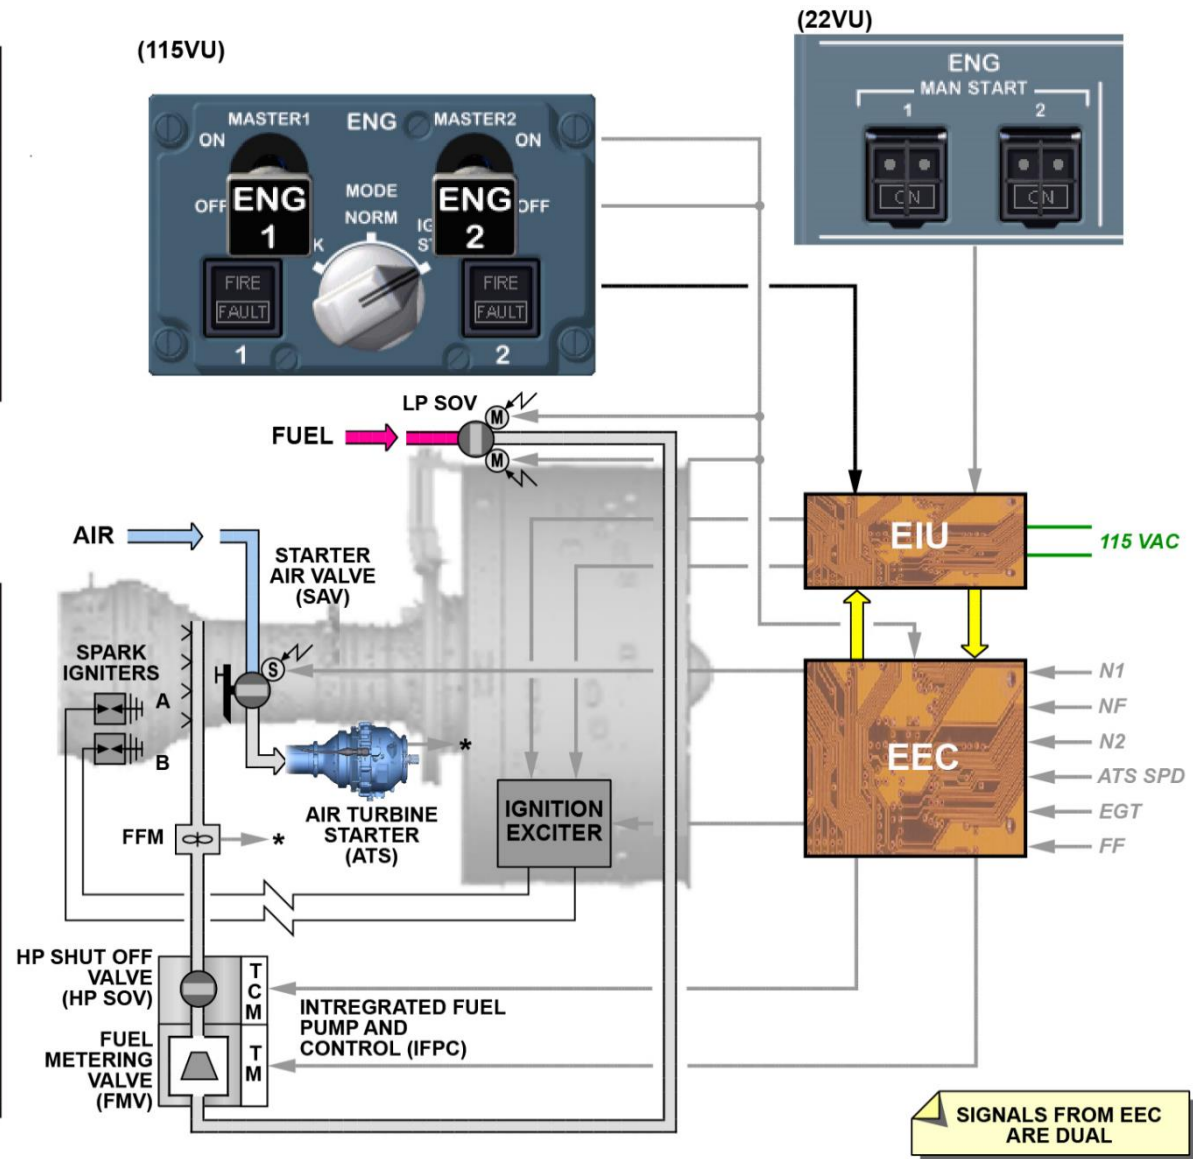 (115VU)
(22VU)
MASTER1 ENG MASTER2
ON ON
OFF OFF
ENG
1
ENG
2
MODE
NORM
K
IG
ST
FIRE
FAULT
FIRE
FAULT
1 2
ENG
MAN START
1 2
ON ON
LP SOV
M
M
FUEL
AIR
STARTER
AIR VALVE
(SAV)
S
SPARK
IGNITERS
A
B
*
AIR TURBINE
STARTER
(ATS)
FFM
*
IGNITION
EXCITER
EIU
115 VAC
EEC
N1
NF
N2
ATS SPD
EGT
FF
HP SHUT OFF
VALVE
(HP SOV)
T
C
M
INTREGRATED FUEL
PUMP AND
CONTROL (IFPC)
FUEL
METERING
VALVE
(FMV)
T
M
SIGNALS FROM EEC
ARE DUAL